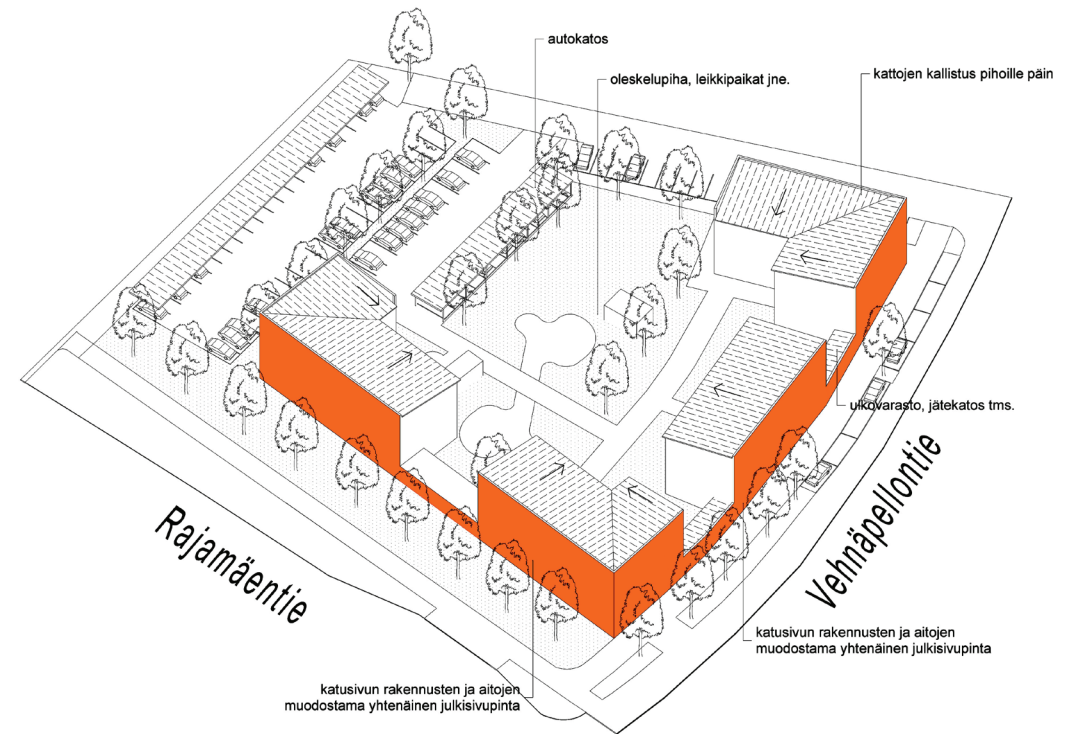 autokatos
oleskelupiha, leikkipaikat jne.
kattojen kallistus pihoille päin
ulkovarasto, jätekatos tms.
Rajamäentie
Vehnäpellontie
katusivun rakennusten ja aitojen
muodostama yhtenäinen julkisivupinta
katusivun rakennusten ja aitojen
muodostama yhtenäinen julkisivupinta